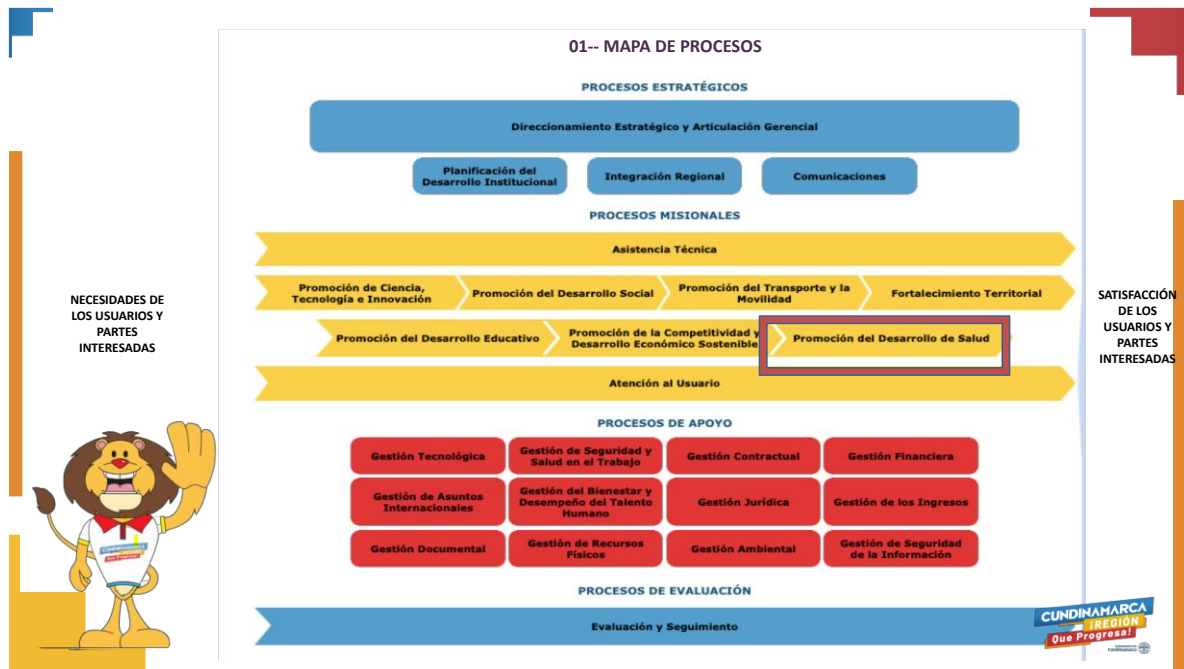 01-- MAPA DE PROCESOS
PROCESOS ESTRATÉGICOS
Direccionamiento Estratégico y Articulación Gerencial
Planificación del
Desarrollo Institucional
Integración Regional
Comunicaciones
PROCESOS MISIONALES
Asistencia Técnica
Promoción de Ciencia,
Tecnología e Innovación
Promoción del Desarrollo Social
Promoción del Transporte y la
Movilidad
Fortalecimiento Territorial
NECESIDADES DE
LOS USUARIOS Y
PARTES
INTERESADAS
SATISFACCIÓN
DE LOS
USUARIOS Y
PARTES
INTERESADAS
Promoción del Desarrollo Educativo
Promoción de la Competitividad y
Desarrollo Económico Sostenible
Promoción del Desarrollo de Salud
Atención al Usuario
PROCESOS DE APOYO
Gestión Tecnológica
Gestión de Seguridad y
Salud en el Trabajo
Gestión Contractual
Gestión Financiera
Gestión de Asuntos
Internacionales
Gestión del Bienestar y
Desempeño del Talento
Humano
Gestión Jurídica
Gestión de los Ingresos
Gestión Documental
Gestión de Recursos
Físicos
Gestión Ambiental
Gestión de Seguridad
de la Información
PROCESOS DE EVALUACIÓN
Evaluación y Seguimiento
CUNDINAMARCA
Que Progresa!
CUNDINAMARCA
¡REGIÓN
Que Progresa!
Cundinamarca